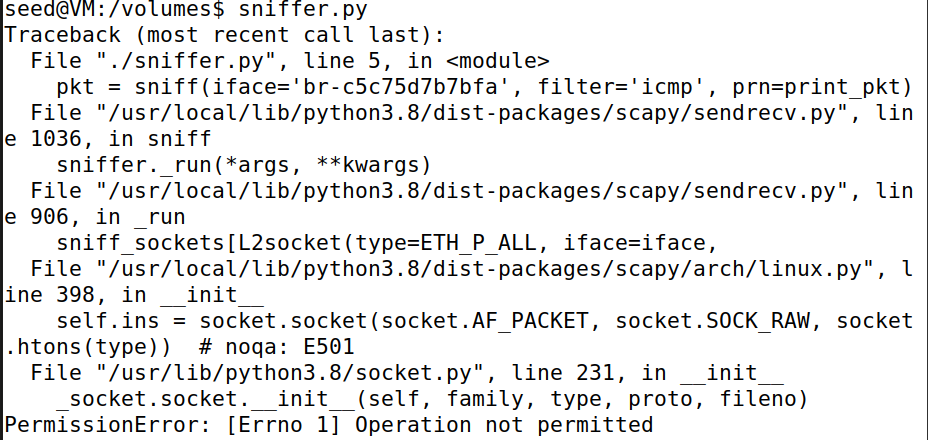 seed@VM:/volumes$ sniffer.py
Traceback (most recent call last):
  File "./sniffer.py", line 5, in <module>
    pkt = sniff(iface='br-c5c75d7b7bfa', filter='icmp', prn=print_pkt)
  File "/usr/local/lib/python3.8/dist-packages/scapy/sendrecv.py", lin
e 1036, in sniff
    sniffer._run(*args, **kwargs)
  File "/usr/local/lib/python3.8/dist-packages/scapy/sendrecv.py", lin
e 906, in _run
    sniff_sockets[L2socket(type=ETH_P_ALL, iface=iface,
  File "/usr/local/lib/python3.8/dist-packages/scapy/arch/linux.py", l
ine 398, in __init__
    self.ins = socket.socket(socket.AF_PACKET, socket.SOCK_RAW, socket
.htons(type))  # noqa: E501
  File "/usr/lib/python3.8/socket.py", line 231, in __init__
    _socket.socket.__init__(self, family, type, proto, fileno)
PermissionError: [Errno 1] Operation not permitted